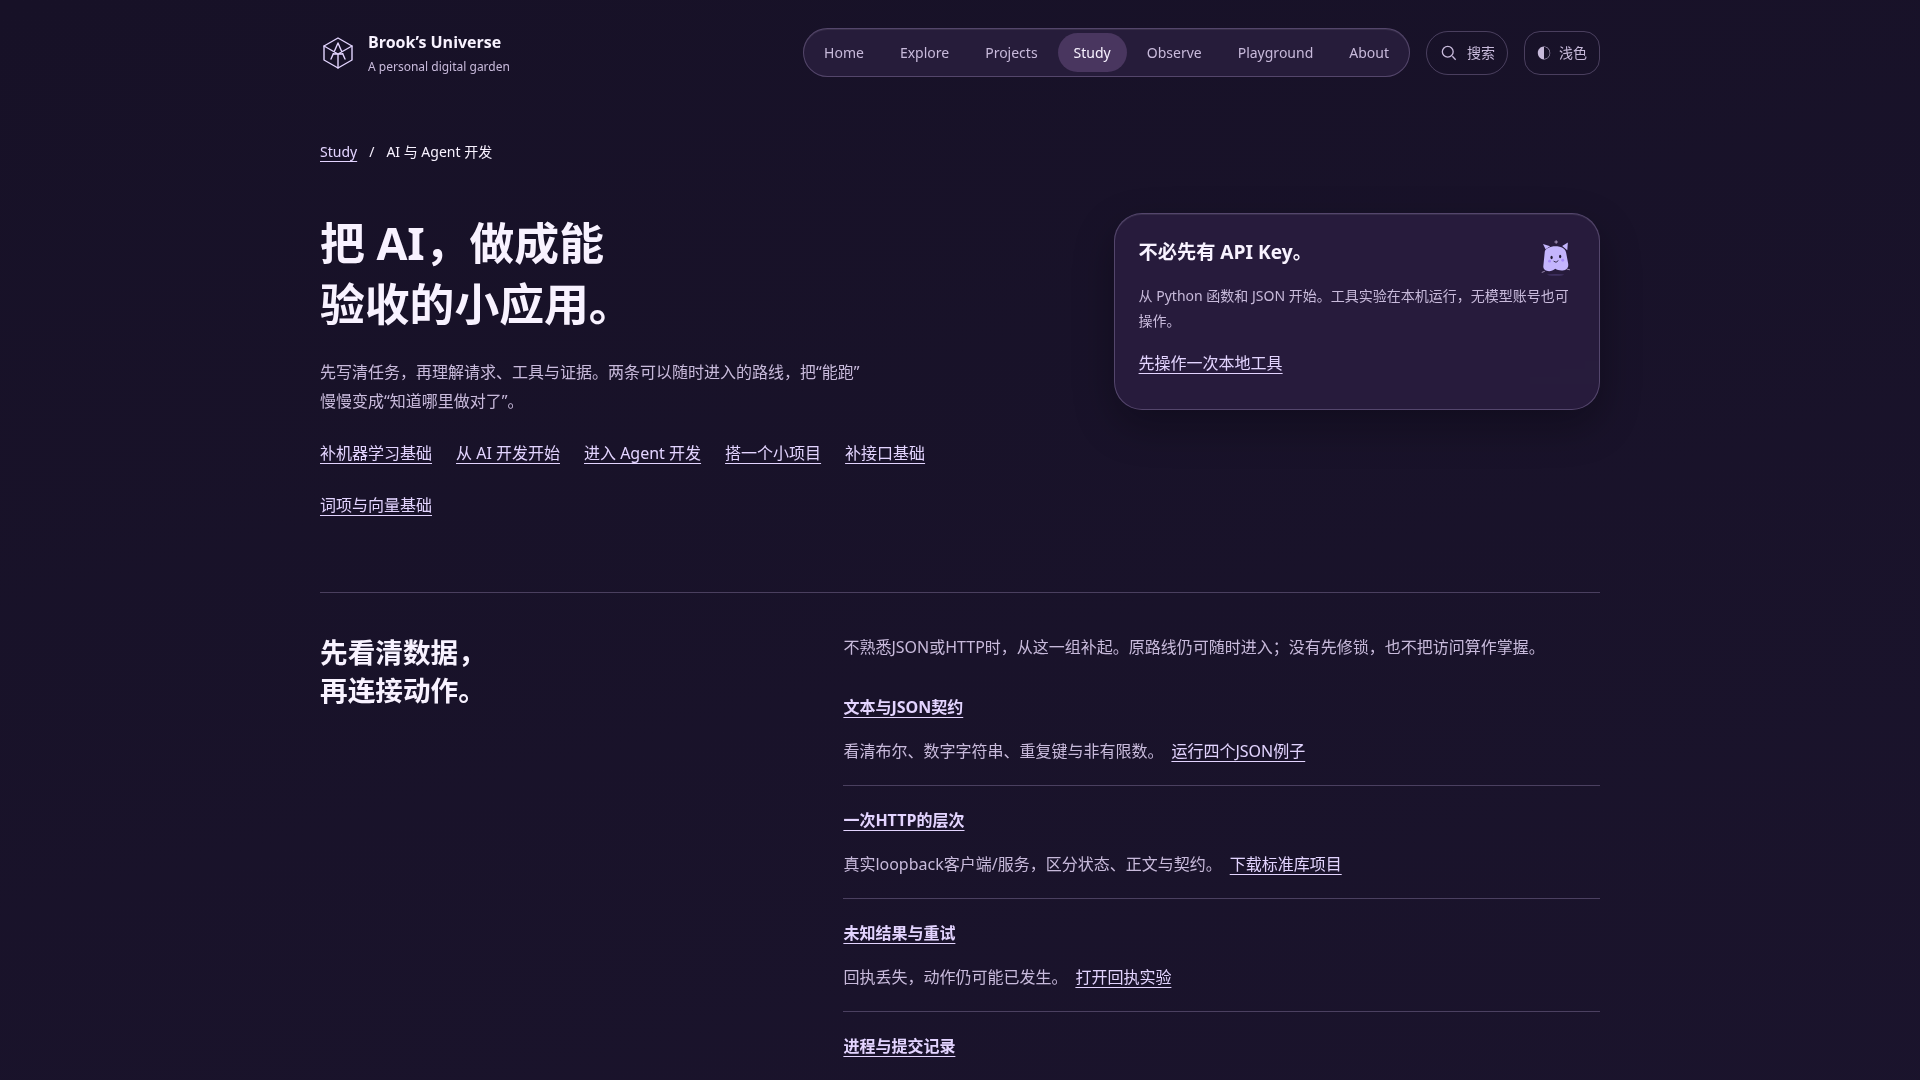 Brook’s Universe
A personal digital garden
Home Explore Projects Study Observe Playground About
搜索
浅色
Study / AI 与 Agent 开发
把 AI，做成能
验收的小应用。
先写清任务，再理解请求、工具与证据。两条可以随时进入的路线，把“能跑”
慢慢变成“知道哪里做对了”。
补机器学习基础 从 AI 开发开始 进入 Agent 开发 搭一个小项目 补接口基础
词项与向量基础
不必先有 API Key。
从 Python 函数和 JSON 开始。工具实验在本机运行，无模型账号也可
操作。
先操作一次本地工具
先看清数据，
再连接动作。
不熟悉JSON或HTTP时，从这一组补起。原路线仍可随时进入；没有先修锁，也不把访问算作掌握。
文本与JSON契约
看清布尔、数字字符串、重复键与非有限数。 运行四个JSON例子
一次HTTP的层次
真实loopback客户端/服务，区分状态、正文与契约。 下载标准库项目
未知结果与重试
回执丢失，动作仍可能已发生。 打开回执实验
进程与提交记录